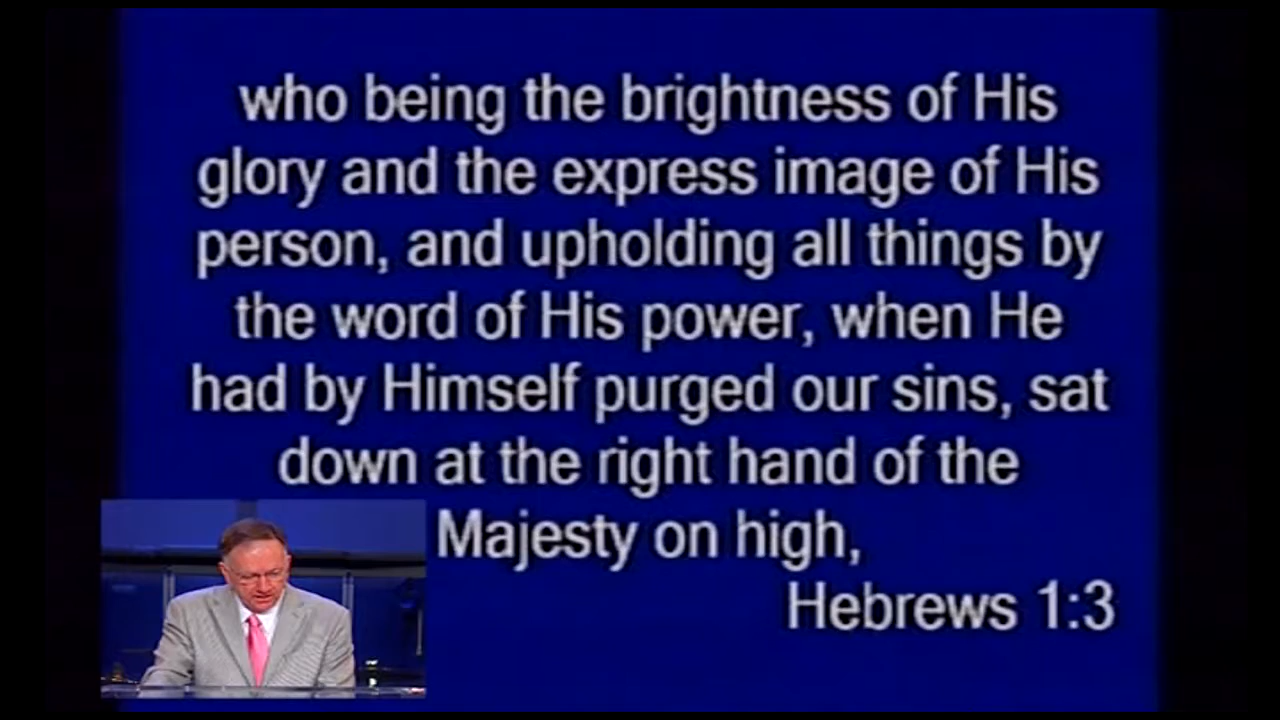 who being the brightness of His
glory and the express image of His
person, and upholding all things by
the word of His power, when He
had by Himself purged our sins, sat
down at the right hand of the
Majesty on high,
Hebrews 1:3